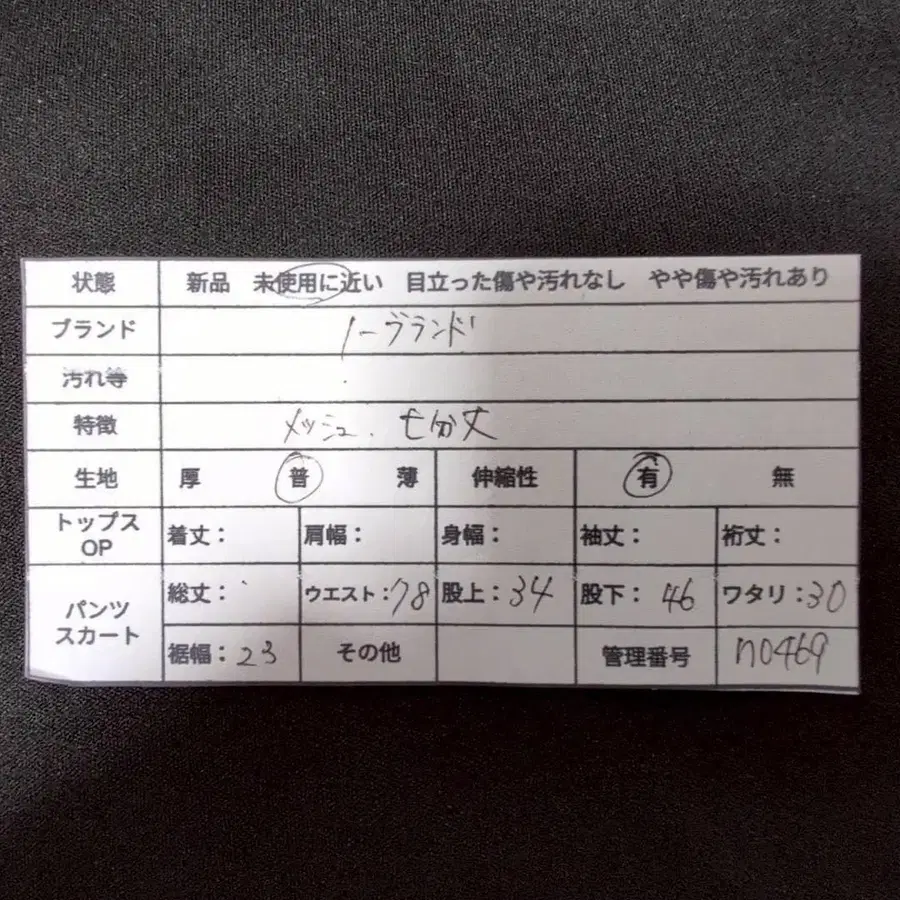 状態 新品 未使用に近い 目立った傷や汚れなし やや傷や汚れあり
ブランド ノーブランド
汚れ等
特徴 メッシュ、七分丈
生地 厚 普 薄 伸縮性 有 無
トップス
OP 着丈: 肩幅: 身幅: 袖丈: 裄丈:
パンツ
スカート 総丈: ウエスト:78 股上:34 股下:46 ワタリ:30
裾幅:23 その他 管理番号 n0469